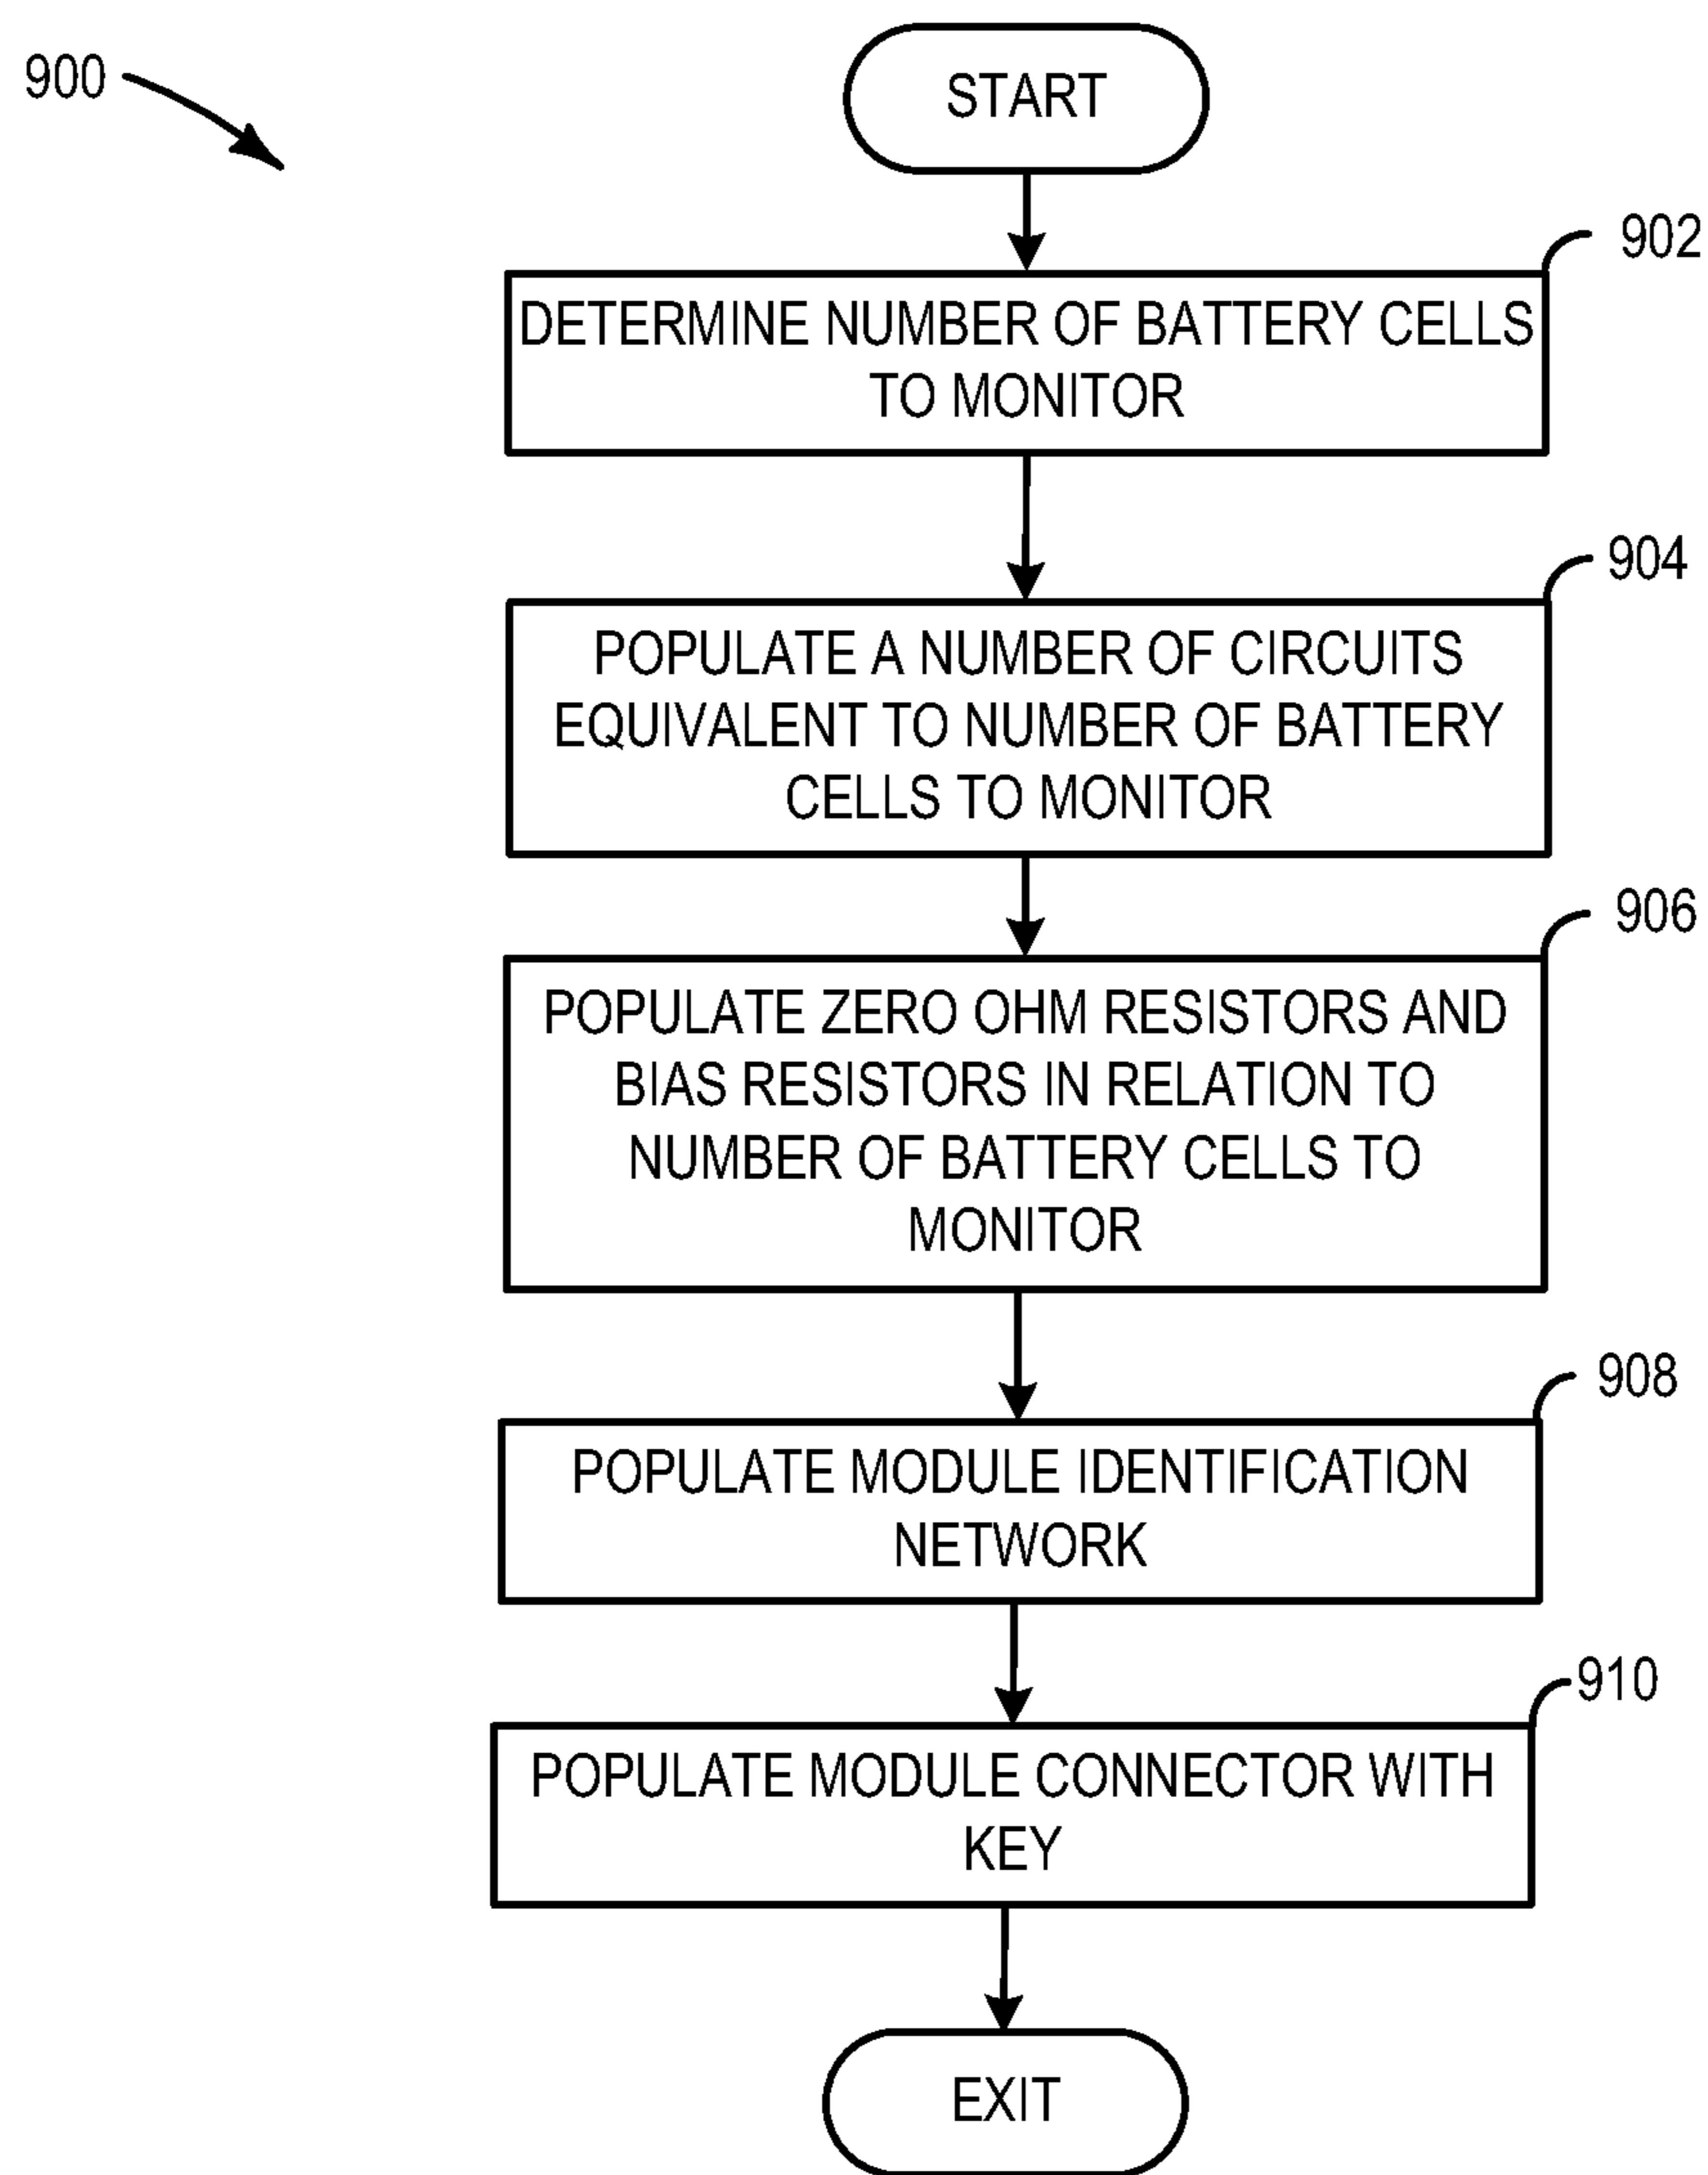 900
START
902
DETERMINE NUMBER OF BATTERY CELLS
TO MONITOR
904
POPULATE A NUMBER OF CIRCUITS
EQUIVALENT TO NUMBER OF BATTERY
CELLS TO MONITOR
906
POPULATE ZERO OHM RESISTORS AND
BIAS RESISTORS IN RELATION TO
NUMBER OF BATTERY CELLS TO
MONITOR
908
POPULATE MODULE IDENTIFICATION
NETWORK
910
POPULATE MODULE CONNECTOR WITH
KEY
EXIT